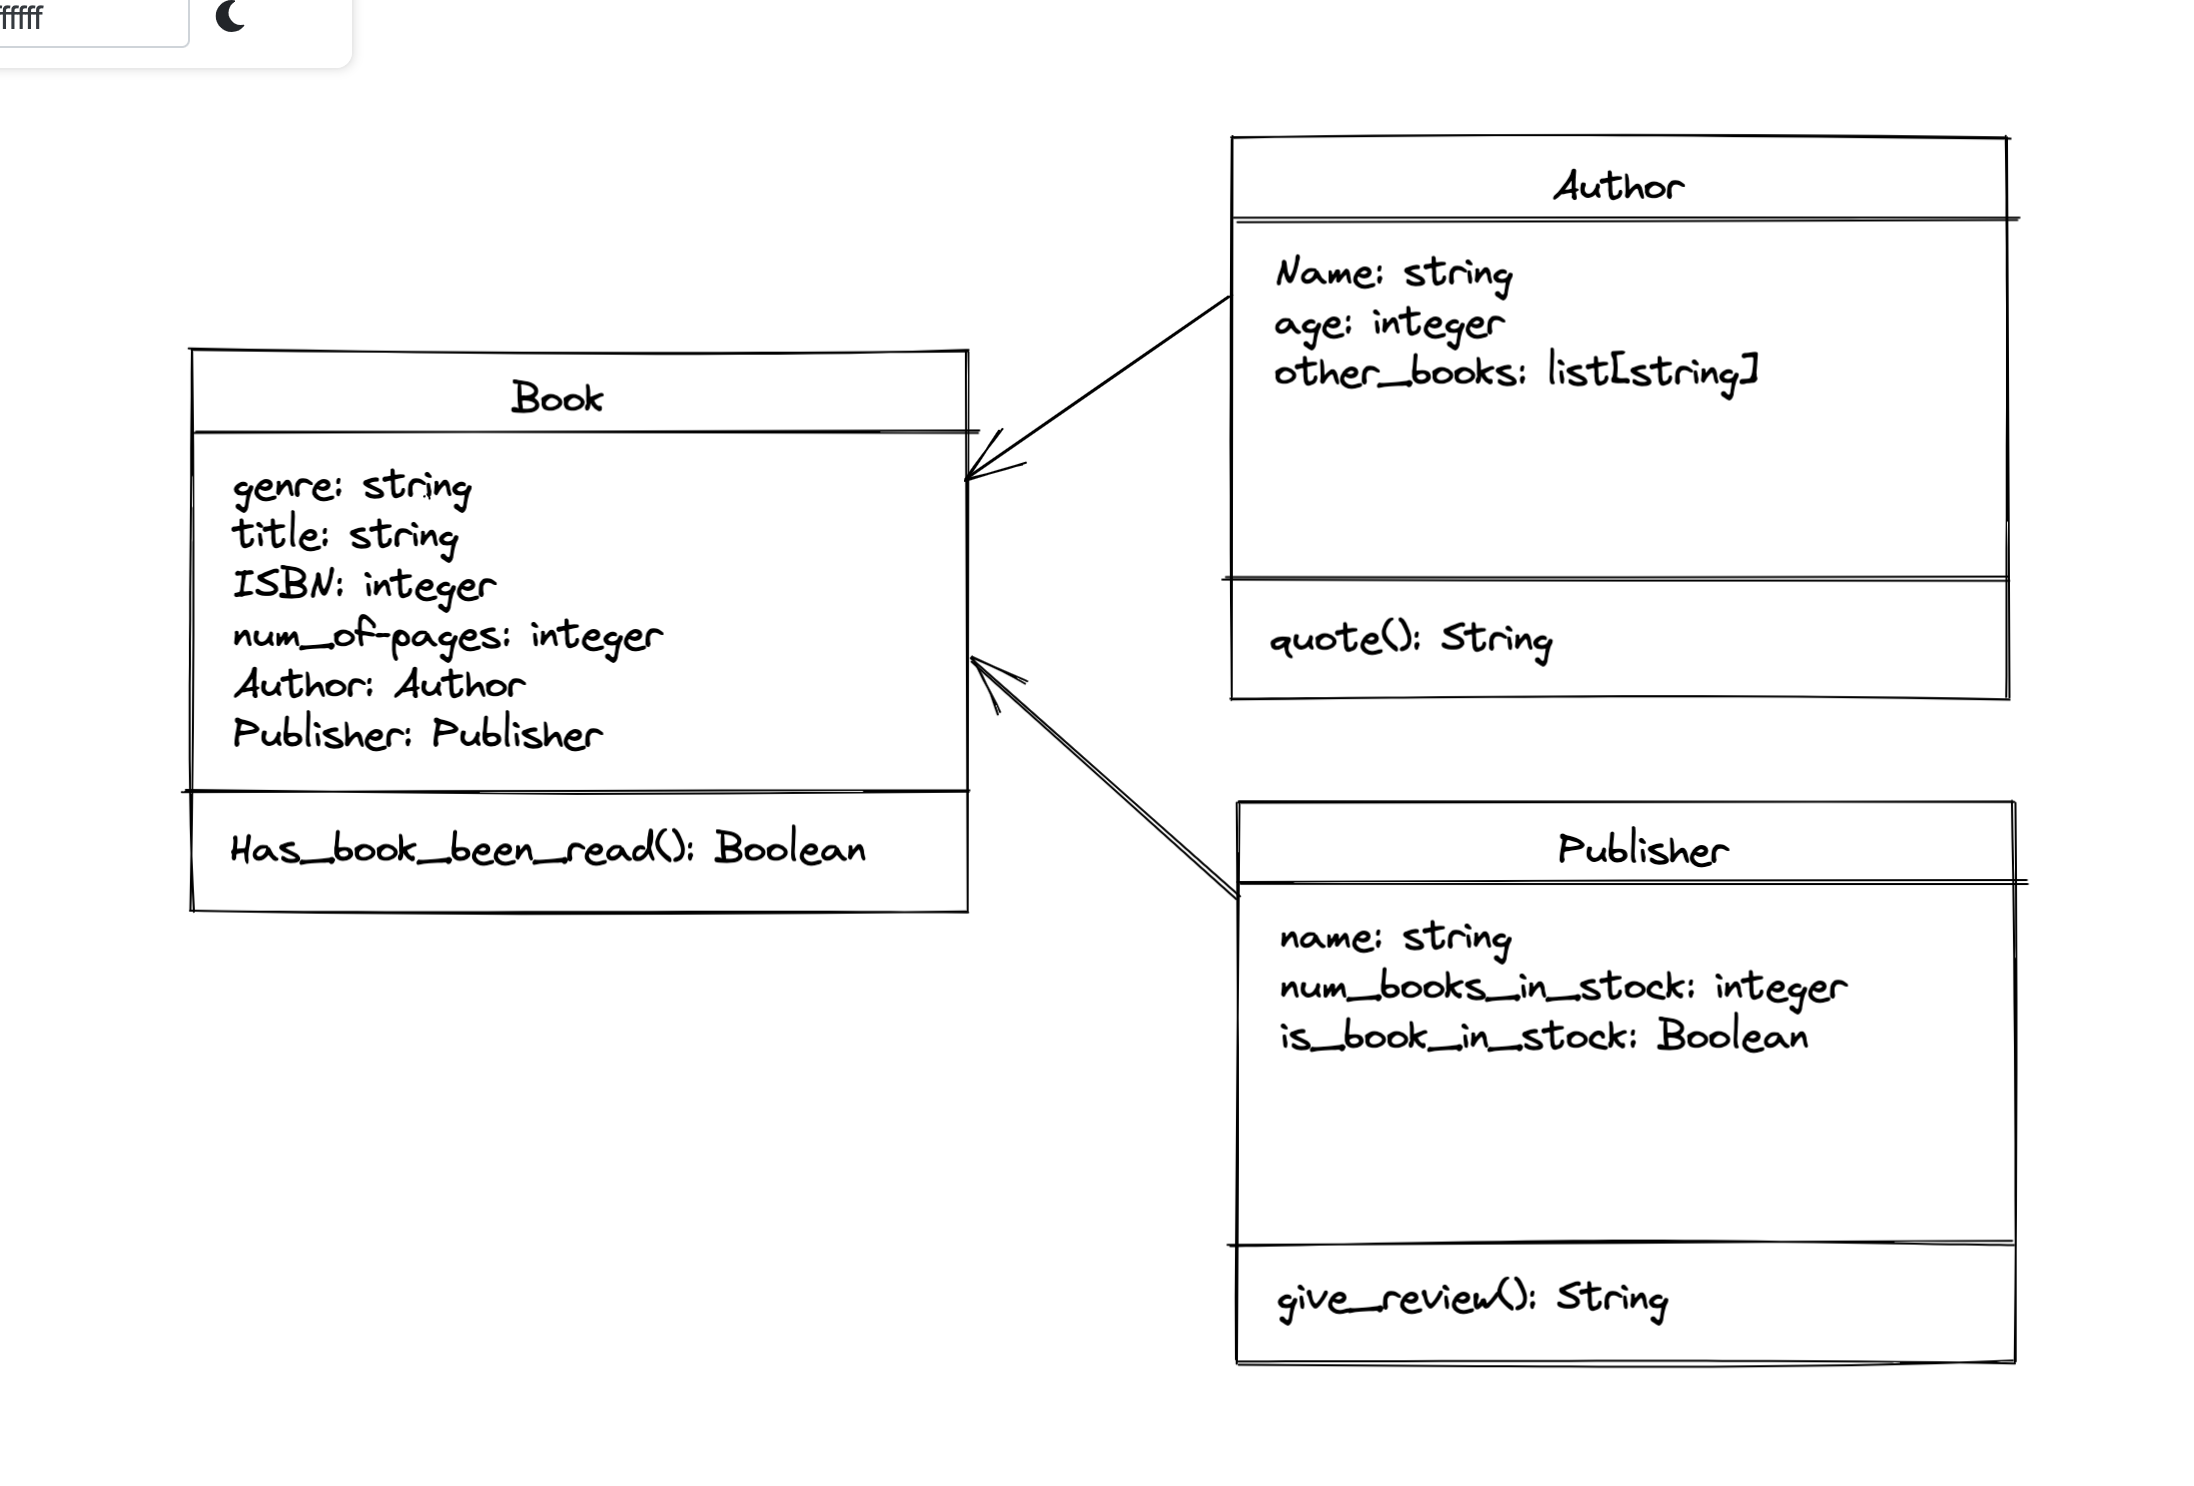 ffffff
Book
genre: string
title: string
ISBN: integer
num_of-pages: integer
Author: Author
Publisher: Publisher
Has_book_been_read(): Boolean
Author
Name: string
age: integer
other_books: list[string]
quote(): String
Publisher
name: string
num_books_in_stock: integer
is_book_in_stock: Boolean
give_review(): String